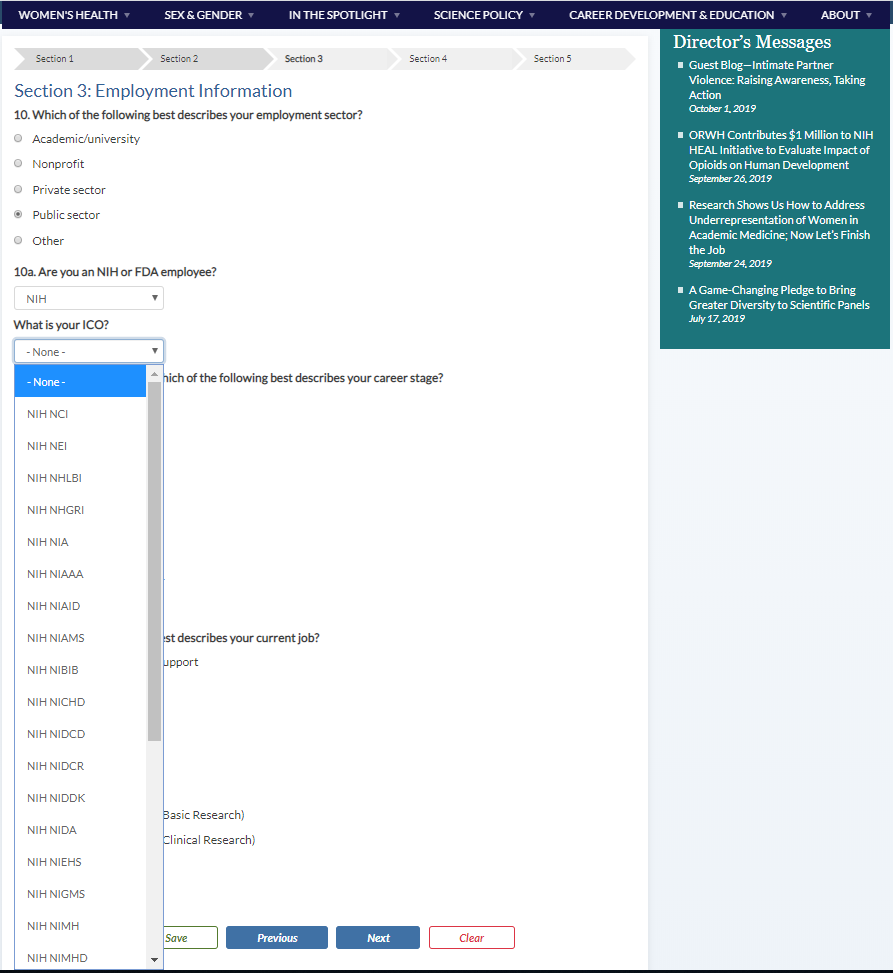 WOMEN'S HEALTH SEX & GENDER IN THE SPOTLIGHT SCIENCE POLICY CAREER DEVELOPMENT & EDUCATION ABOUT
Section 1 Section 2 Section 3 Section 4 Section 5
Section 3: Employment Information
10. Which of the following best describes your employment sector?
Academic/university
Nonprofit
Private sector
Public sector
Other
10a. Are you an NIH or FDA employee?
NIH
What is your ICO?
- None -
- None -
hich of the following best describes your career stage?
NIH NCI
NIH NEI
NIH NHLBI
NIH NHGRI
NIH NIA
NIH NIAAA
NIH NIAID
NIH NIAMS
est describes your current job?
upport
NIH NIBIB
NIH NICHD
NIH NIDCD
NIH NIDCR
NIH NIDDK
Basic Research)
NIH NIDA
Clinical Research)
NIH NIEHS
NIH NIGMS
NIH NIMH
NIH NIMHD
Save Previous Next Clear
Director's Messages
Guest Blog—Intimate Partner
Violence: Raising Awareness, Taking
Action
October 1, 2019
ORWH Contributes $1 Million to NIH
HEAL Initiative to Evaluate Impact of
Opioids on Human Development
September 26, 2019
Research Shows Us How to Address
Underrepresentation of Women in
Academic Medicine; Now Let's Finish
the Job
September 24, 2019
A Game-Changing Pledge to Bring
Greater Diversity to Scientific Panels
July 17, 2019